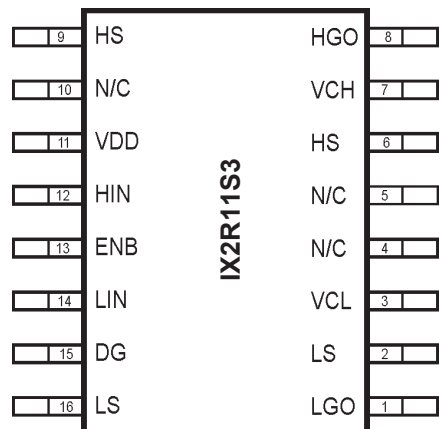 9 HS HGO 8
10 N/C VCH 7
11 VDD HS 6
12 HIN N/C 5
13 ENB N/C 4
14 LIN VCL 3
15 DG LS 2
16 LS LGO 1
IX2R11S3